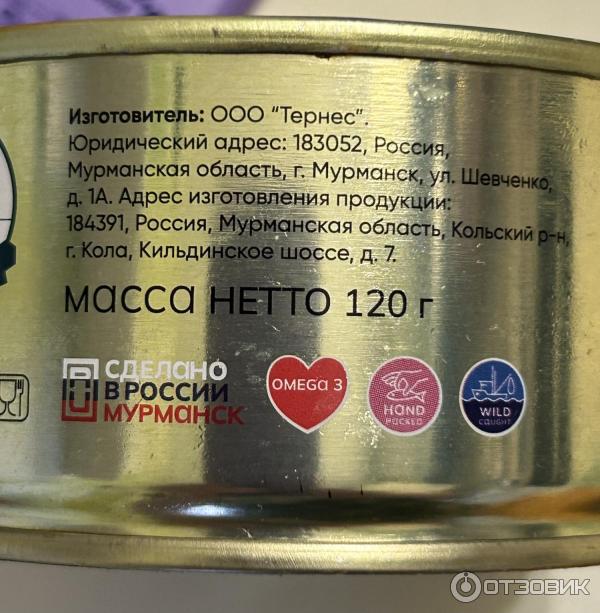 Изготовитель: ООО "Тернес".
Юридический адрес: 183052, Россия,
Мурманская область, г. Мурманск, ул. Шевченко,
д. 1А. Адрес изготовления продукции:
184391, Россия, Мурманская область, Кольский р-н,
г. Кола, Кильдинское шоссе, д. 7.
масса нетто 120 г
СДЕЛАНО
В РОССИИ
МУРМАНСК
OMEGA 3
HAND
PACKED
WILD
CAUGHT
ОТЗОВИК